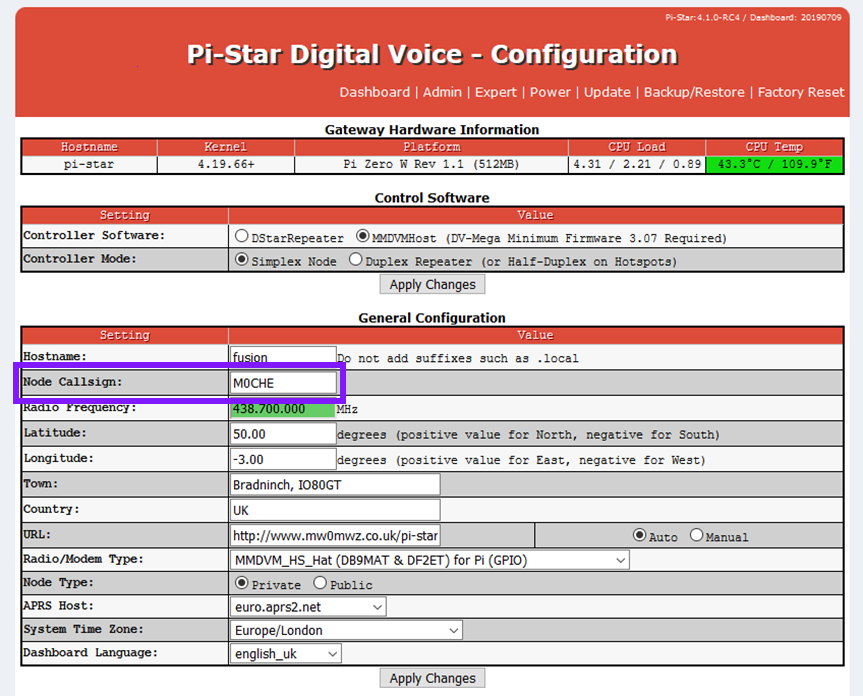 Pi-Star:4.1.0-RC4 / Dashboard: 20190709
Pi-Star Digital Voice - Configuration
Dashboard | Admin | Expert | Power | Update | Backup/Restore | Factory Reset
Gateway Hardware Information
Hostname Kernel Platform CPU Load CPU Temp
pi-star 4.19.66+ Pi Zero W Rev 1.1 (512MB) 4.31 / 2.21 / 0.89 43.3°C / 109.9°F
Control Software
Setting Value
Controller Software: DStarRepeater MMDVMHost (DV-Mega Minimum Firmware 3.07 Required)
Controller Mode: Simplex Node Duplex Repeater (or Half-Duplex on Hotspots)
Apply Changes
General Configuration
Setting Value
Hostname: fusion Do not add suffixes such as .local
Node Callsign: M0CHE
Radio Frequency: 438.700.000 MHz
Latitude: 50.00 degrees (positive value for North, negative for South)
Longitude: -3.00 degrees (positive value for East, negative for West)
Town: Bradninch, IO80GT
Country: UK
URL: http://www.mw0mwz.co.uk/pi-star Auto Manual
Radio/Modem Type: MMDVM_HS_Hat (DB9MAT & DF2ET) for Pi (GPIO)
Node Type: Private Public
APRS Host: euro.aprs2.net
System Time Zone: Europe/London
Dashboard Language: english_uk
Apply Changes